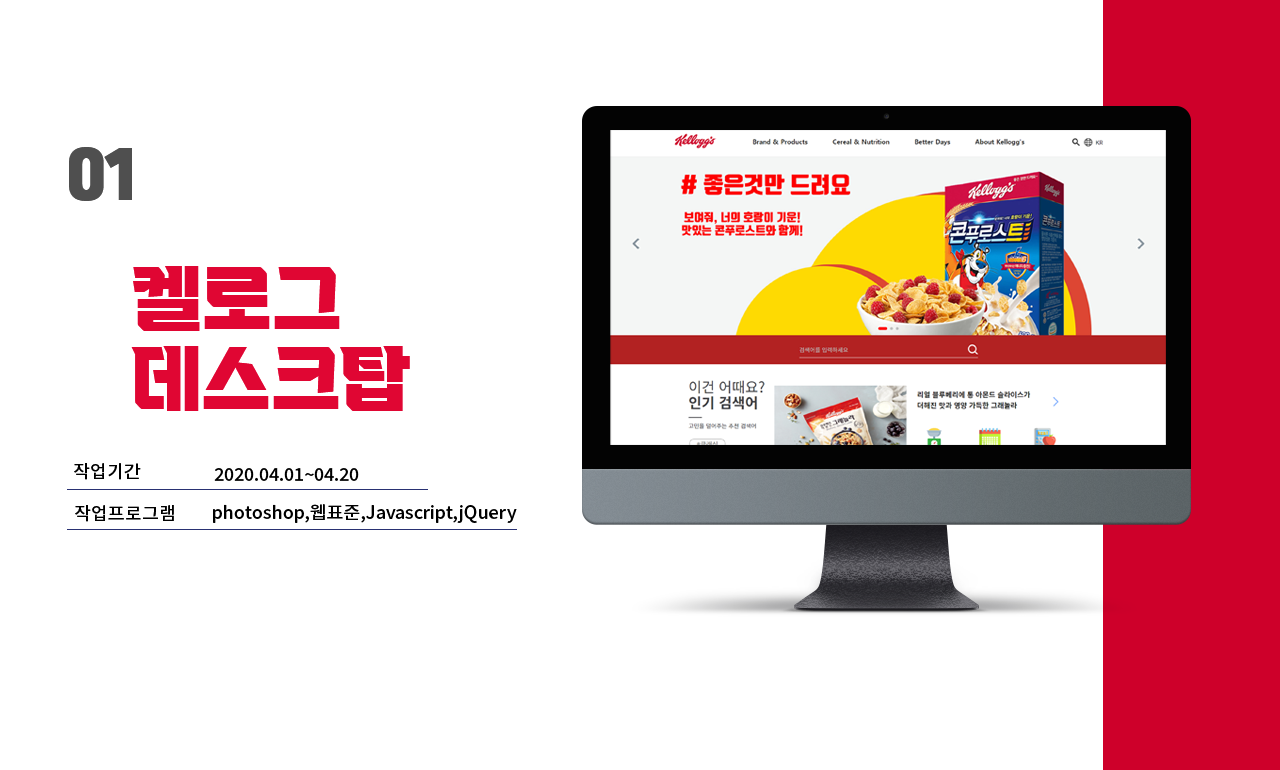 01
켈로그
데스크탑
작업기간 2020.04.01~04.20
작업프로그램 photoshop,웹표준,Javascript,jQuery
Kellogg's Brand & Products Cereal & Nutrition Better Days About Kellogg's KR
# 좋은것만 드려요
보여줘, 너의 호랑이 기운!
맛있는 콘푸로스트와 함께!
Kellogg's
콘푸로스트
검색어를 입력하세요
이건 어때요?
인기 검색어
고민을 덜어주는 추천 검색어
Kellogg's
리얼 블루베리에 통 아몬드 슬라이스가
더해진 맛과 영양 가득한 그래놀라